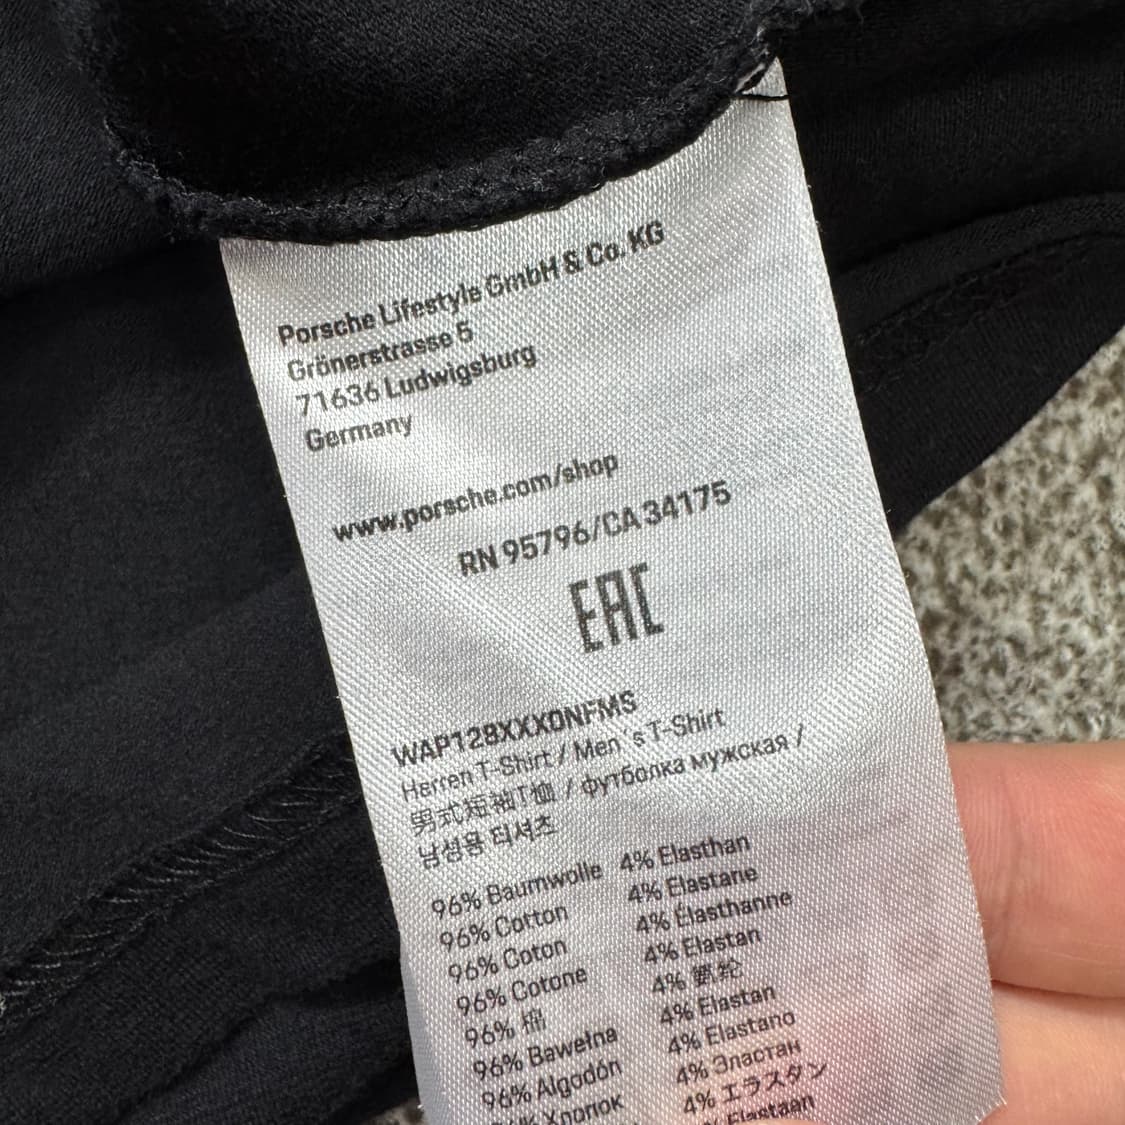 Porsche Lifestyle GmbH & Co. KG
Grönerstrasse 5
71636 Ludwigsburg
Germany
www.porsche.com/shop
RN 95796/CA 34175
EAC
WAP128XXX0NFMS
Herren T-Shirt / Men´s T-Shirt
男式短袖T恤 / футболка мужская /
남성용 티셔츠
96% Baumwolle 4% Elasthan
96% Cotton 4% Elastane
96% Coton 4% Élasthanne
96% Cotone 4% Elastan
96% 棉 4% 氨纶
96% Bawełna 4% Elastan
96% Algodón 4% Elastano
Хлопок 4% Эластан
4% エラスタン
Elastaan